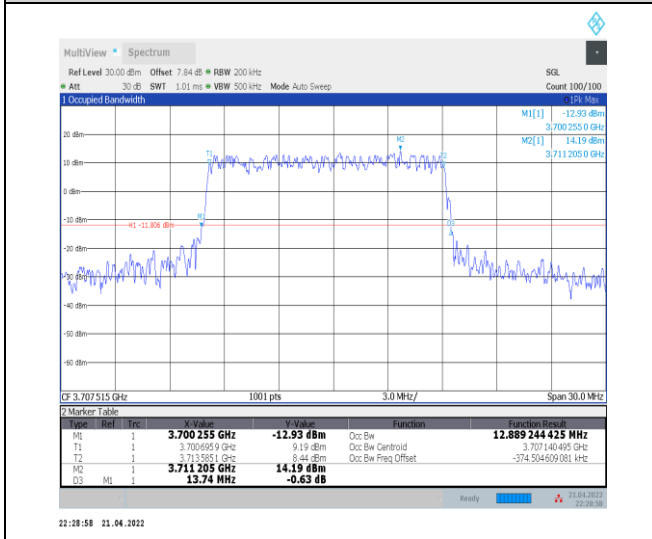 MultiView Spectrum
Ref Level 30.00 dBm Offset 7.84 dB RBW 200 kHz SGL
Att 30 dB SWT 1.01 ms VBW 500 kHz Mode Auto Sweep Count 100/100
1 Occupied Bandwidth 1Pk Max
M1[1] -12.93 dBm
3.7002550 GHz
M2[1] 14.19 dBm
3.7112050 GHz
20 dBm
M2
T1
T2
10 dBm
0 dBm
-10 dBm
M1
H1 -11.806 dBm
D3
-20 dBm
-30 dBm
-40 dBm
-50 dBm
-60 dBm
CF 3.707515 GHz 1001 pts 3.0 MHz/ Span 30.0 MHz
2 Marker Table
Type Ref Trc X-Value Y-Value Function Function Result
M1 1 3.700 255 GHz -12.93 dBm Occ Bw 12.889 244 425 MHz
T1 1 3.7006959 GHz 9.19 dBm Occ Bw Centroid 3.707 140 495 GHz
T2 1 3.7135851 GHz 8.44 dBm Occ Bw Freq Offset -374.504 609 081 kHz
M2 1 3.711 205 GHz 14.19 dBm
D3 M1 1 13.74 MHz -0.63 dB
Ready 21.04.2022
22:28:58
22:28:58 21.04.2022